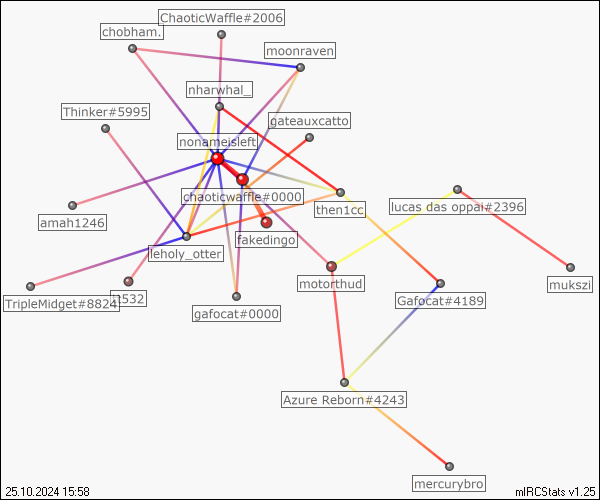 ChaoticWaffle#2006
chobham.
moonraven
nharwhal_
Thinker#5995
gateauxcatto
nonameisleft
chaoticwaffle#0000
lucas das oppai#2396
then1cc
amah1246
fakedingo
leholy_otter
motorthud
mukszi
TripleMidget#8824
gafocat#0000
Gafocat#4189
Azure Reborn#4243
mercurybro
25.10.2024 15:58
mIRCStats v1.25